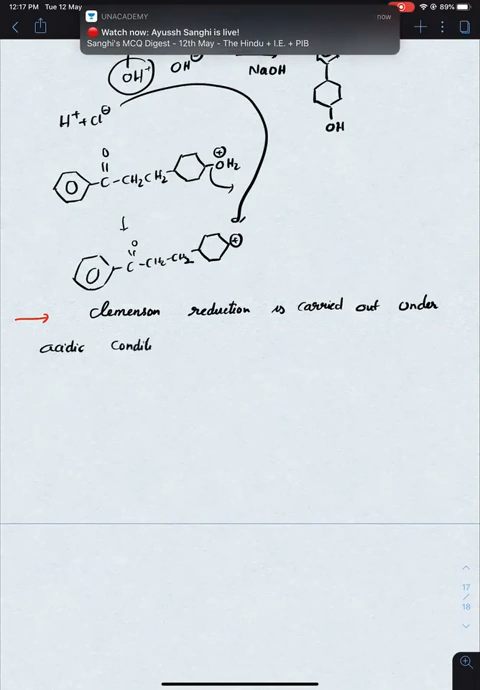 12:17 PM Tue 12 May
89%
UNACADEMY
now
🔴 Watch now: Ayussh Sanghi is live!
Sanghi's MCQ Digest - 12th May - The Hindu + I.E. + PIB
OH
OH⊖
NaOH
OH
H⁺ + Cl⊖
O
C-CH₂CH₂
⊕
OH₂
O
C-CH₂-CH₂
⊕
→ Clemenson reduction is carried out under
acidic condit
17
/
18